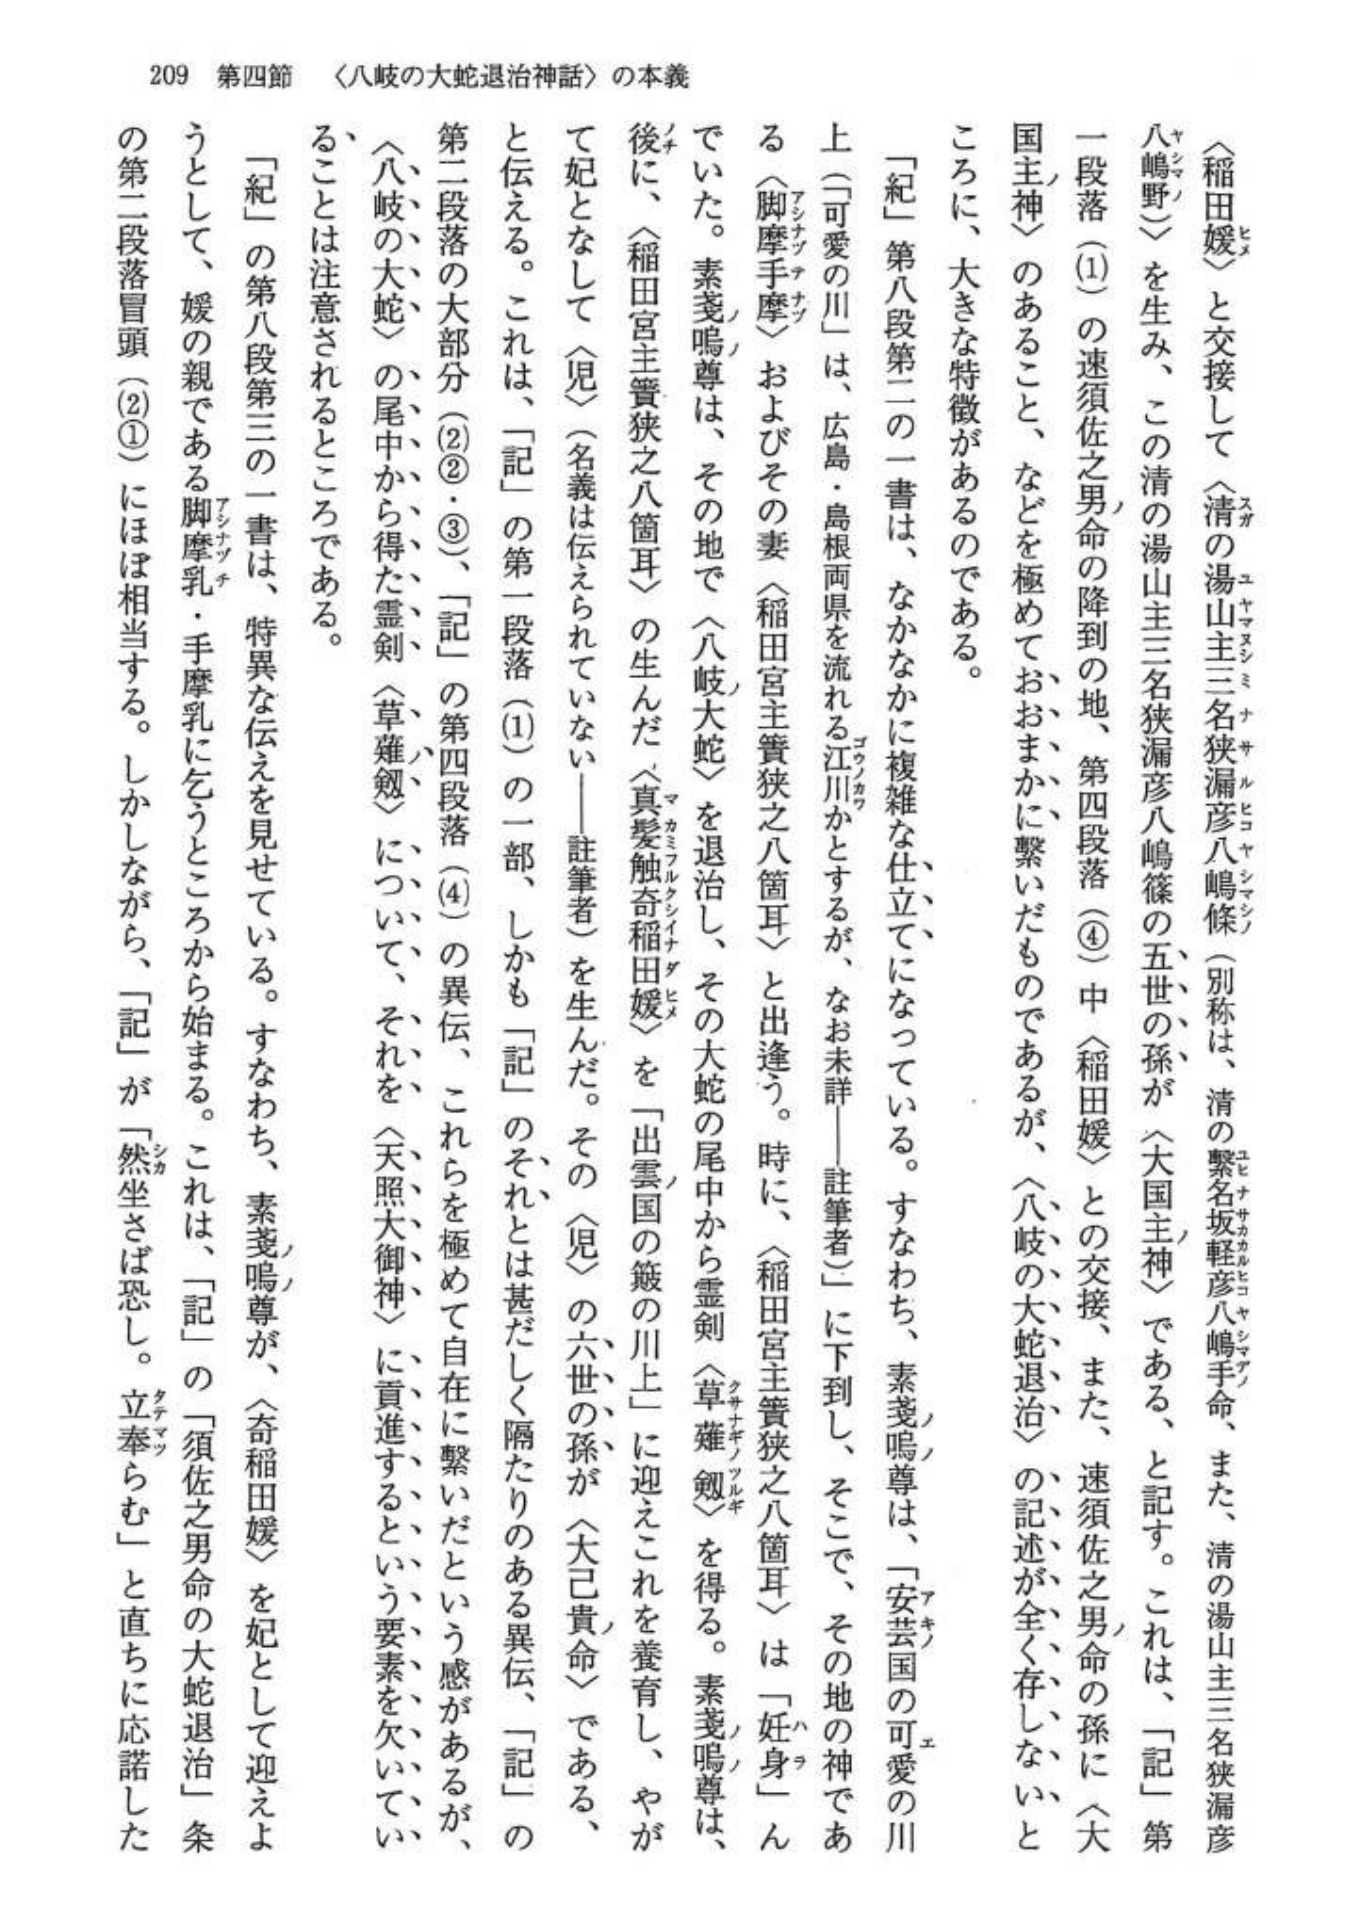 209　第四節　〈八岐の大蛇退治神話〉の本義
〈稲田媛〉と交接して〈清の湯山主三名狭漏彦八嶋篠〉（別称は、清の繋名坂軽彦八嶋手命、また、清の湯山主三名狭漏彦
八嶋野〉〉を生み、この清の湯山主三名狭漏彦八嶋篠の五世の孫が〈大国主神〉である、と記す。これは、「記」第
一段落（⑴）の速須佐之男命の降到の地、第四段落（④）中〈稲田媛〉との交接、また、速須佐之男命の孫に〈大
国主神〉のあること、などを極めておおまかに繋いだものであるが、〈八岐の大蛇退治〉の記述が全く存しないと
ころに、大きな特徴があるのである。
「紀」第八段第二の一書は、なかなかに複雑な仕立てになっている。すなわち、素戔嗚尊は、「安芸国の可愛の川
上（「可愛の川」は、広島・島根両県を流れる江川かとするが、なお未詳――註筆者）」に下到し、そこで、その地の神であ
る〈脚摩手摩〉およびその妻〈稲田宮主簀狭之八箇耳〉と出逢う。時に、〈稲田宮主簀狭之八箇耳〉は「妊身」ん
でいた。素戔嗚尊は、その地で〈八岐大蛇〉を退治し、その大蛇の尾中から霊剣〈草薙剱〉を得る。素戔嗚尊は、
後に、〈稲田宮主簀狭之八箇耳〉の生んだ〈真髪触奇稲田媛〉を「出雲国の簸の川上」に迎えこれを養育し、やが
て妃となして〈児〉（名義は伝えられていない――註筆者）を生んだ。その〈児〉の六世の孫が〈大己貴命〉である、
と伝える。これは、「記」の第一段落（⑴）の一部、しかも「記」のそれとは甚だしく隔たりのある異伝、「記」の
第二段落の大部分（⑵②・③）、「記」の第四段落（⑷）の異伝、これらを極めて自在に繋いだという感があるが、
〈八岐の大蛇〉の尾中から得た霊剣〈草薙剱〉について、それを〈天照大御神〉に貢進するという要素を欠いてい
ることは注意されるところである。
「紀」の第八段第三の一書は、特異な伝えを見せている。すなわち、素戔嗚尊が、〈奇稲田媛〉を妃として迎えよ
うとして、媛の親である脚摩乳・手摩乳に乞うところから始まる。これは、「記」の「須佐之男命の大蛇退治」条
の第二段落冒頭（⑵①）にほぼ相当する。しかしながら、「記」が「然坐さば恐し。立奉らむ」と直ちに応諾した